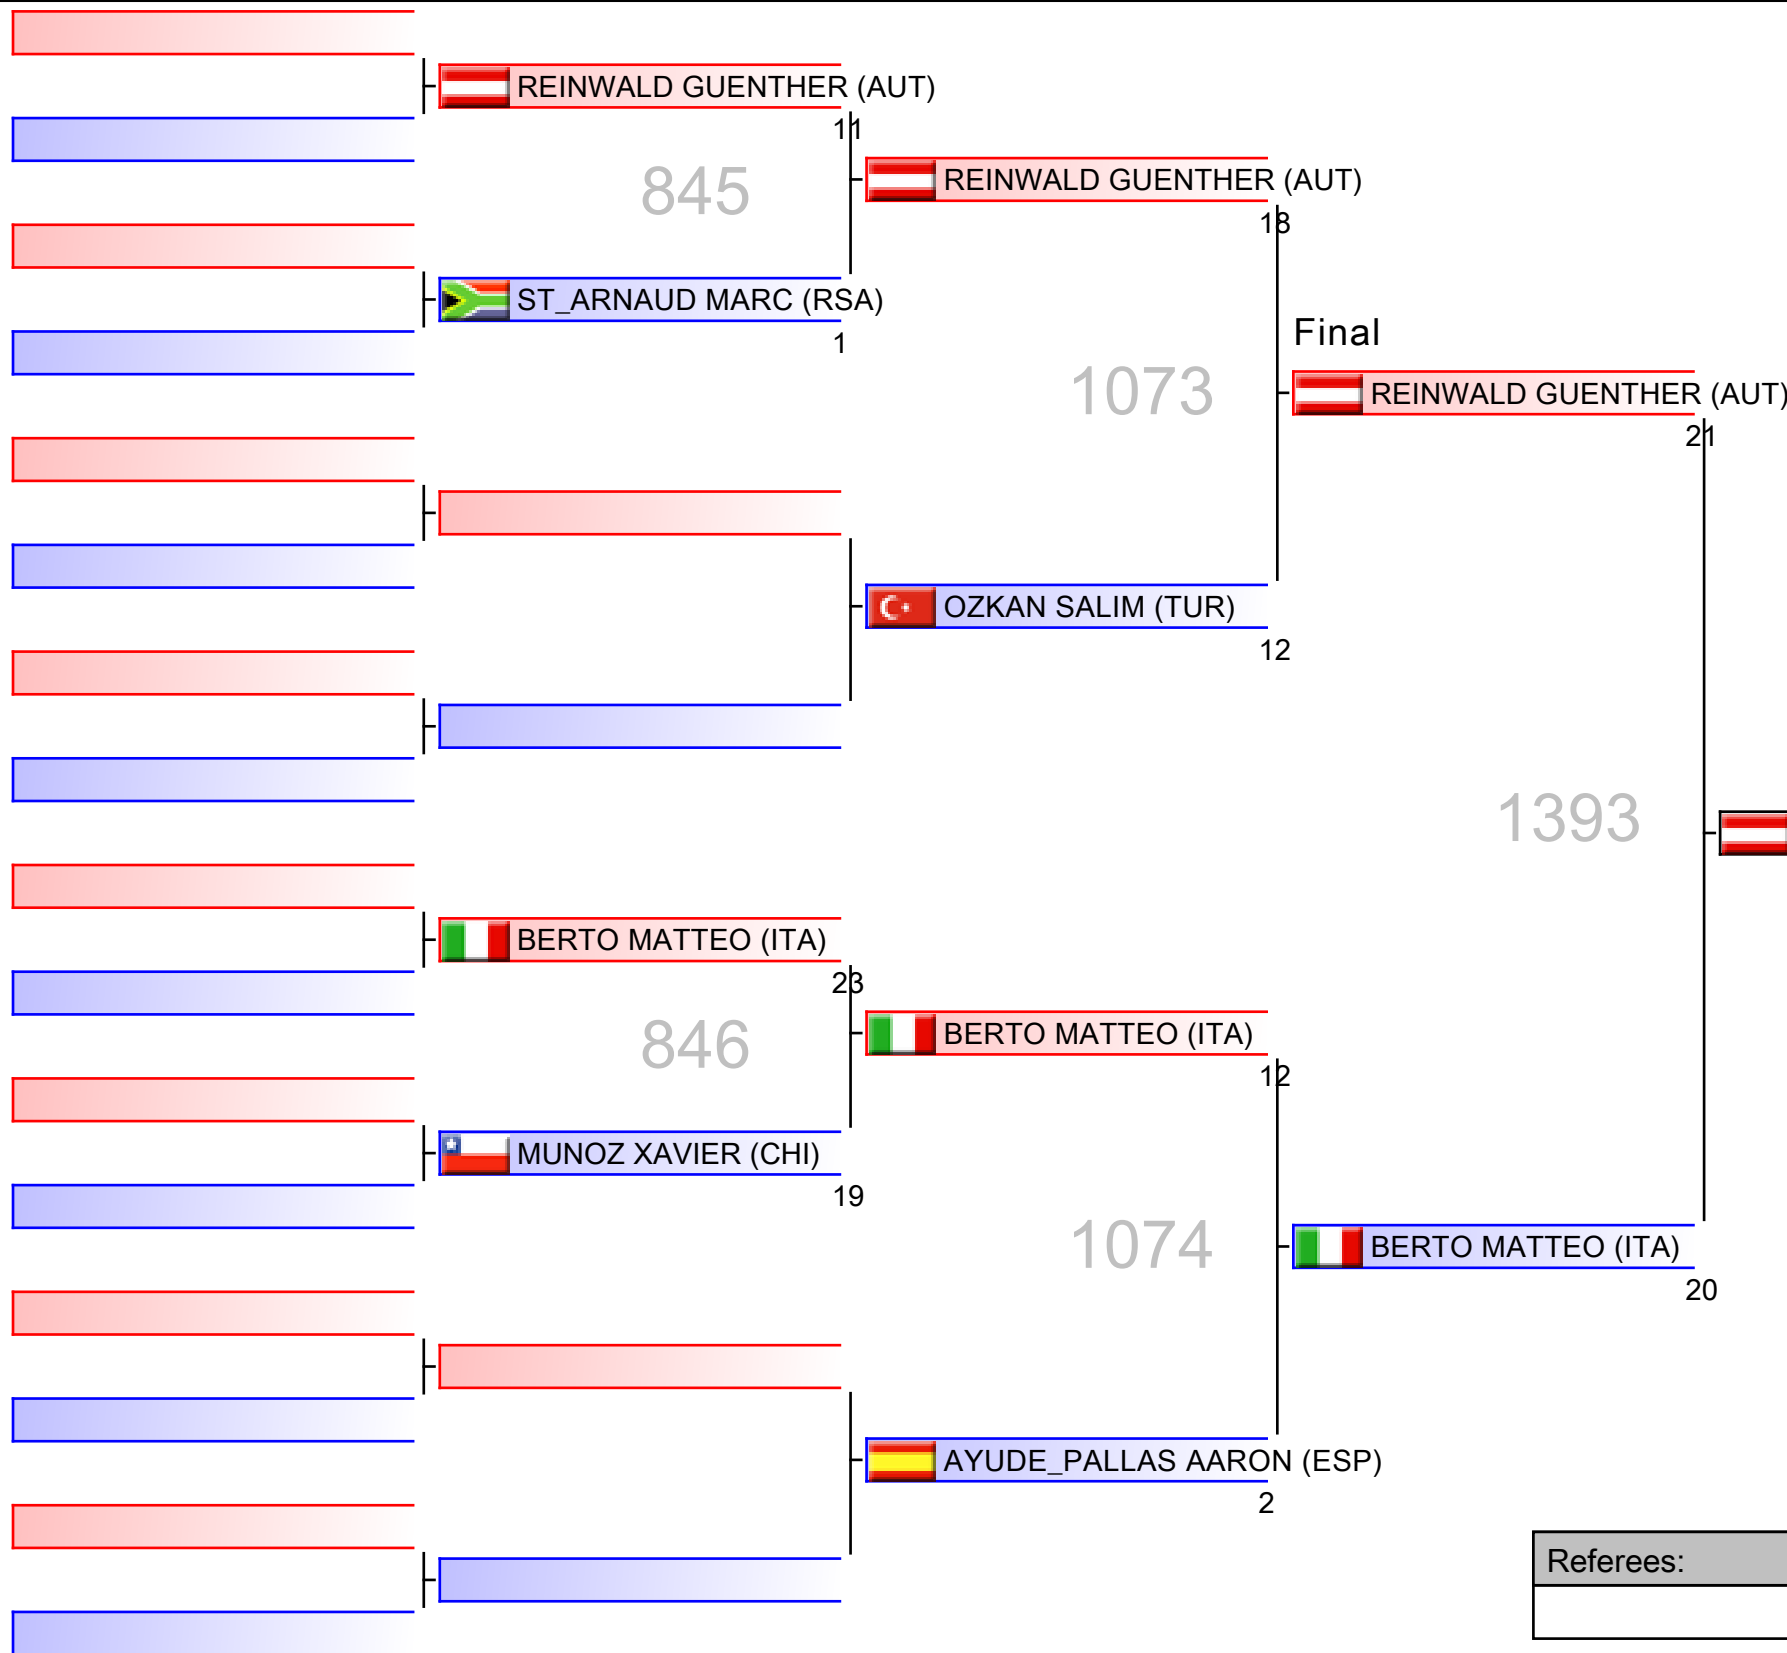 REINWALD GUENTHER (AUT)
11
845
REINWALD GUENTHER (AUT)
18
ST_ARNAUD MARC (RSA)
1
Final
1073
REINWALD GUENTHER (AUT)
21
OZKAN SALIM (TUR)
12
1393
BERTO MATTEO (ITA)
23
846
BERTO MATTEO (ITA)
12
MUNOZ XAVIER (CHI)
19
1074
BERTO MATTEO (ITA)
20
AYUDE_PALLAS AARON (ESP)
2
Referees: